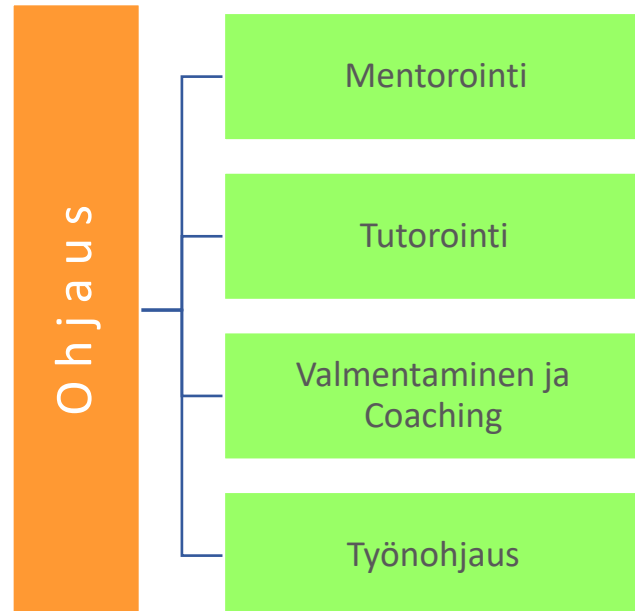 Ohjaus
Mentorointi
Tutorointi
Valmentaminen ja
Coaching
Työnohjaus